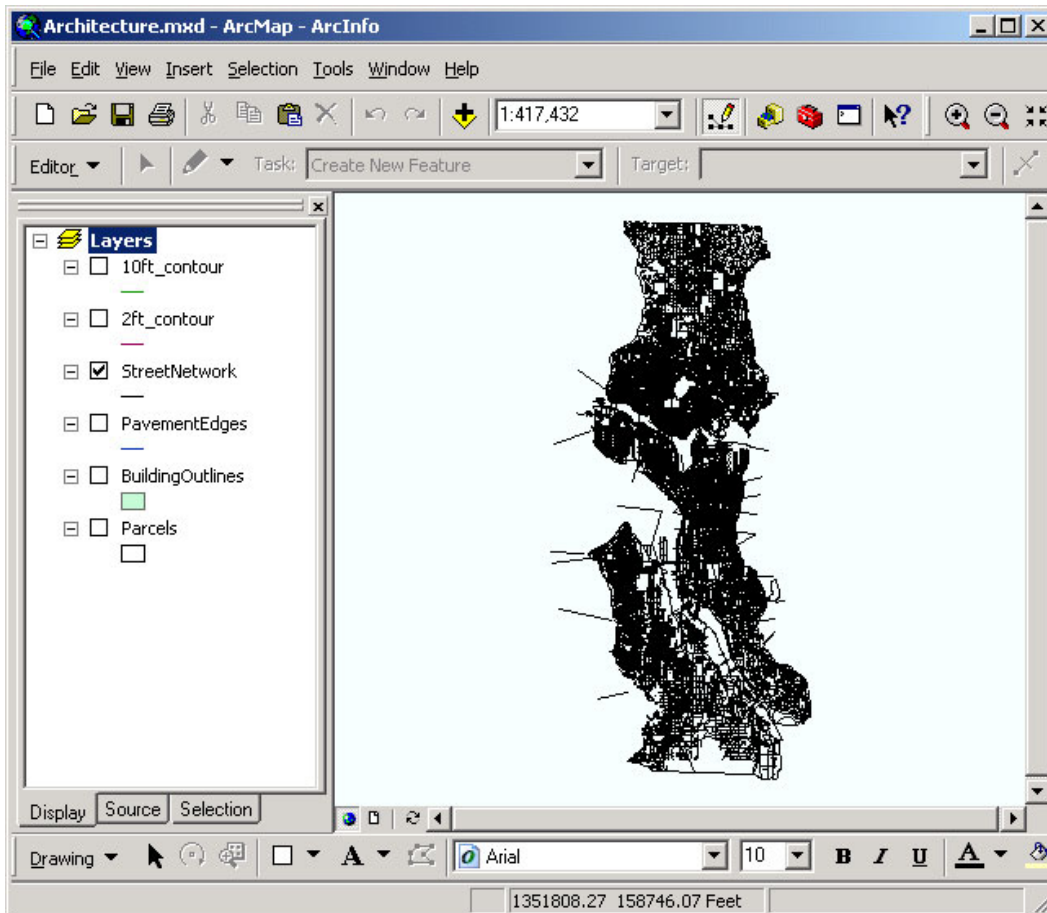 Architecture.mxd - ArcMap - ArcInfo
File Edit View Insert Selection Tools Window Help
1:417,432
Editor Task: Create New Feature Target:
Layers
10ft_contour
2ft_contour
StreetNetwork
PavementEdges
BuildingOutlines
Parcels
Display Source Selection
Drawing A Arial 10 B I U A
1351808.27 158746.07 Feet